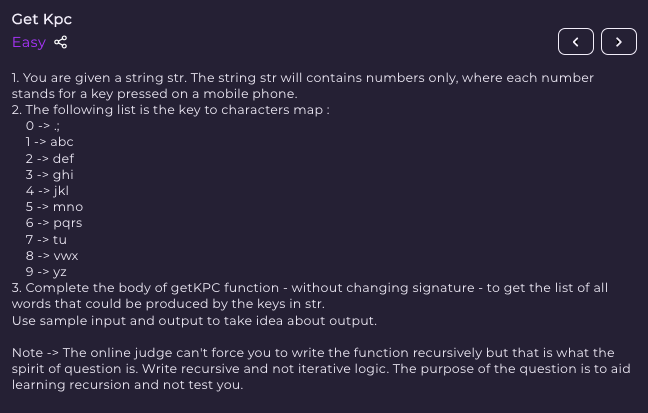 Get Kpc
Easy
1. You are given a string str. The string str will contains numbers only, where each number
stands for a key pressed on a mobile phone.
2. The following list is the key to characters map :
0 -> .;
1 -> abc
2 -> def
3 -> ghi
4 -> jkl
5 -> mno
6 -> pqrs
7 -> tu
8 -> vwx
9 -> yz
3. Complete the body of getKPC function - without changing signature - to get the list of all
words that could be produced by the keys in str.
Use sample input and output to take idea about output.
Note -> The online judge can't force you to write the function recursively but that is what the
spirit of question is. Write recursive and not iterative logic. The purpose of the question is to aid
learning recursion and not test you.